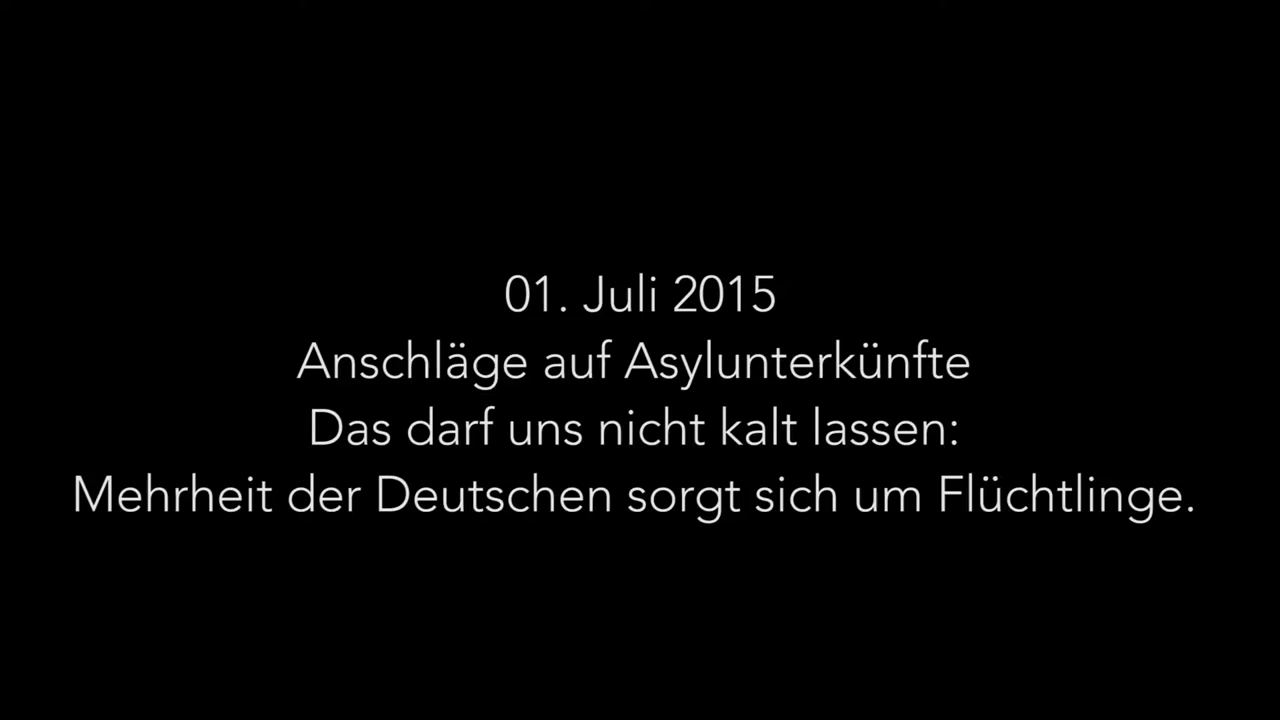 01. Juli 2015
Anschläge auf Asylunterkünfte
Das darf uns nicht kalt lassen:
Mehrheit der Deutschen sorgt sich um Flüchtlinge.